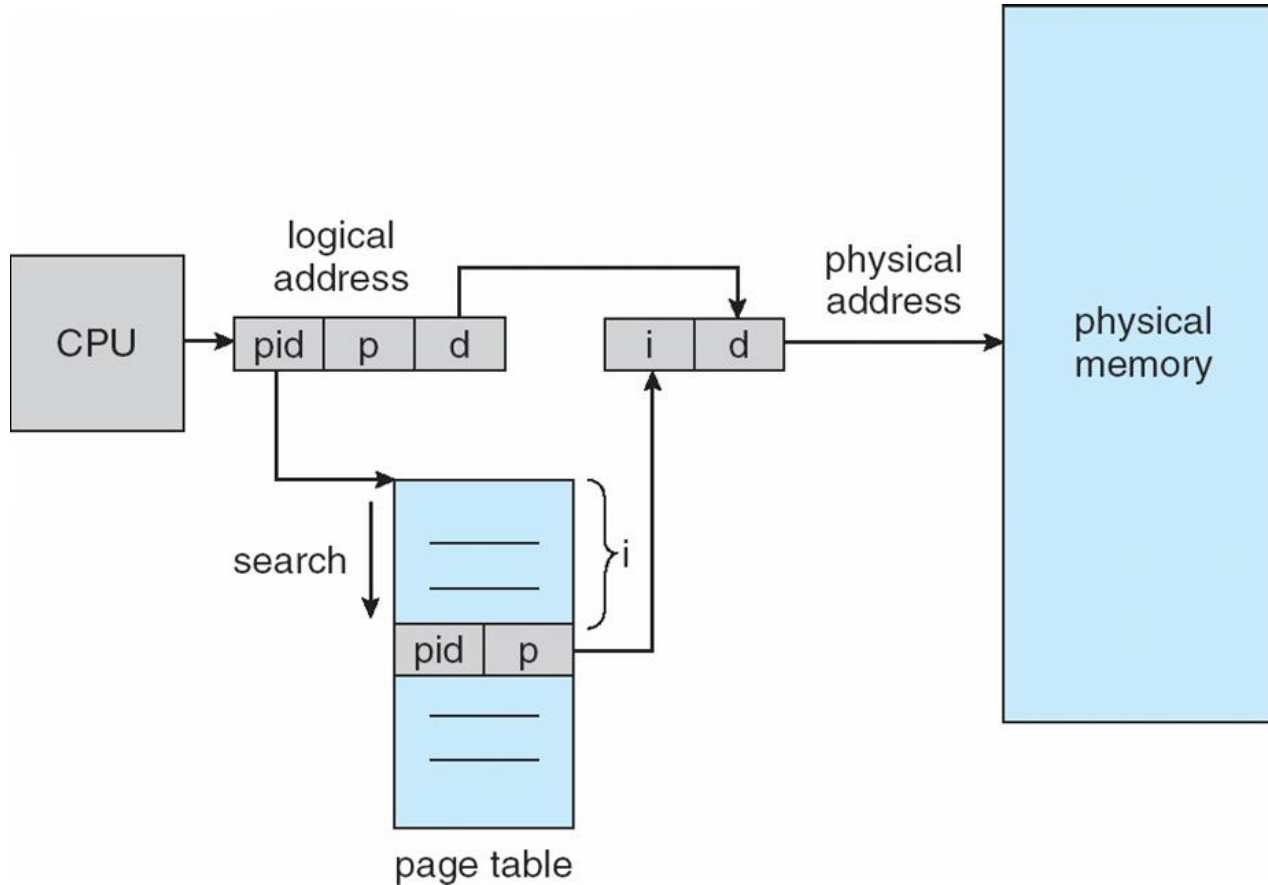 logical
address
CPU
pid p d
i d
physical
address
physical
memory
search
i
pid p
page table